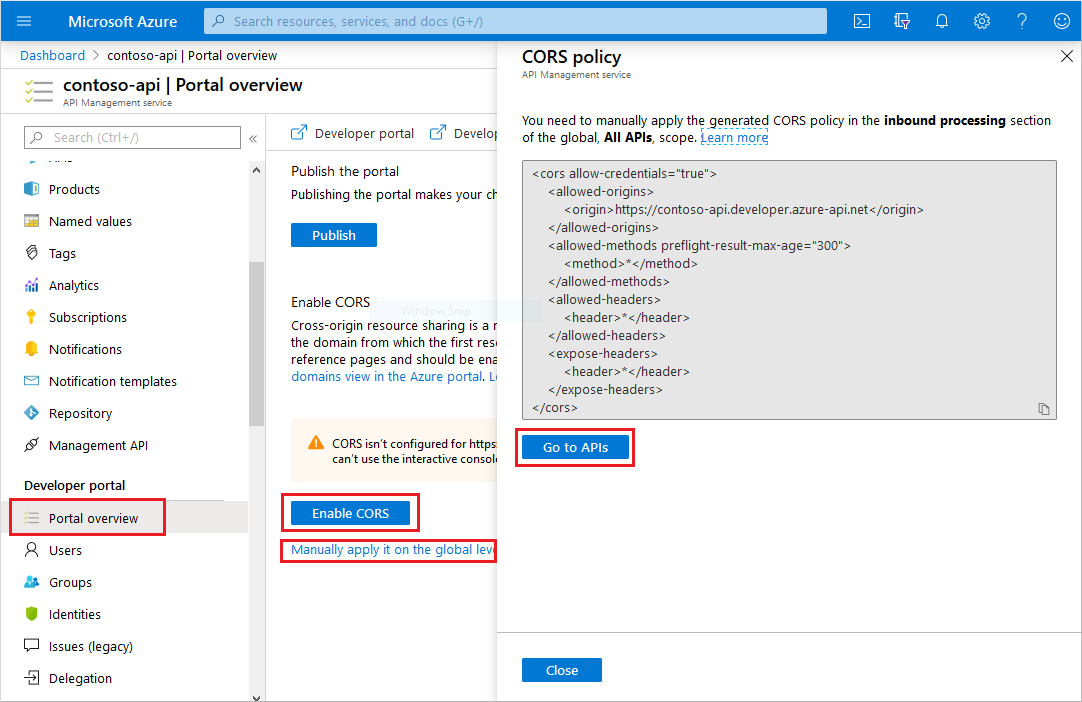 Microsoft Azure
Search resources, services, and docs (G+/)
Dashboard > contoso-api | Portal overview
contoso-api | Portal overview
API Management service
Search (Ctrl+/)
«
Products
Named values
Tags
Analytics
Subscriptions
Notifications
Notification templates
Repository
Management API
Developer portal
Portal overview
Users
Groups
Identities
Issues (legacy)
Delegation
Developer portal
Develop
Publish the portal
Publishing the portal makes your ch
Publish
Enable CORS
Window Snip
Cross-origin resource sharing is a
the domain from which the first res
reference pages and should be ena
domains view in the Azure portal. L
CORS isn't configured for https:
can't use the interactive console
Enable CORS
Manually apply it on the global leve
CORS policy
API Management service
You need to manually apply the generated CORS policy in the inbound processing section
of the global, All APIs, scope. Learn more
<cors allow-credentials="true">
<allowed-origins>
<origin>https://contoso-api.developer.azure-api.net</origin>
</allowed-origins>
<allowed-methods preflight-result-max-age="300">
<method>*</method>
</allowed-methods>
<allowed-headers>
<header>*</header>
</allowed-headers>
<expose-headers>
<header>*</header>
</expose-headers>
</cors>
Go to APIs
Close